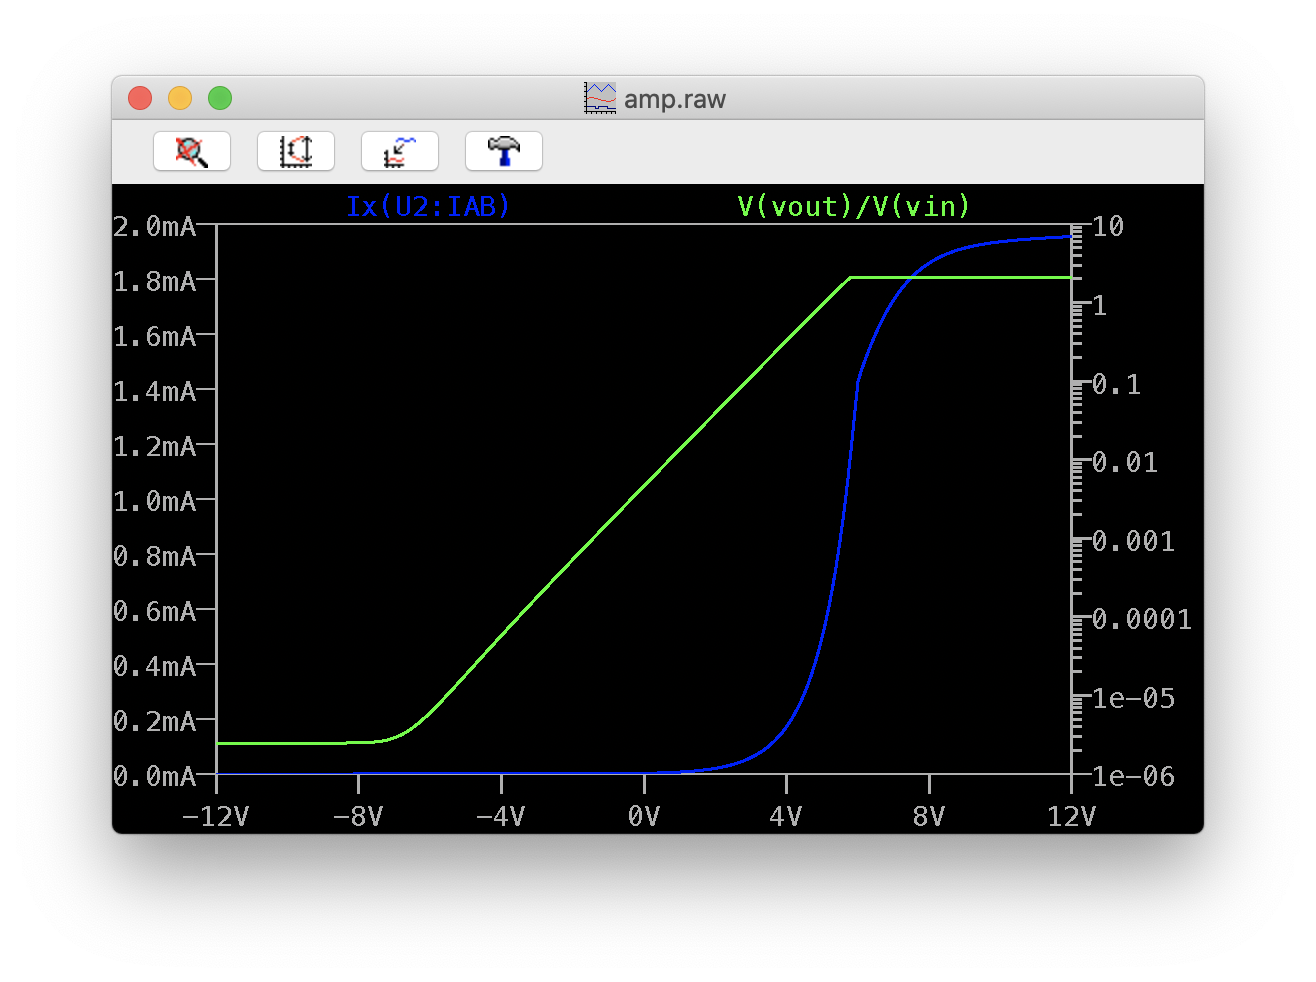 amp.raw
Ix(U2:IAB) V(vout)/V(vin)
2.0mA 10
1.8mA
1.6mA 1
1.4mA 0.1
1.2mA 0.01
1.0mA
0.8mA 0.001
0.6mA 0.0001
0.4mA
0.2mA 1e-05
0.0mA 1e-06
-12V -8V -4V 0V 4V 8V 12V